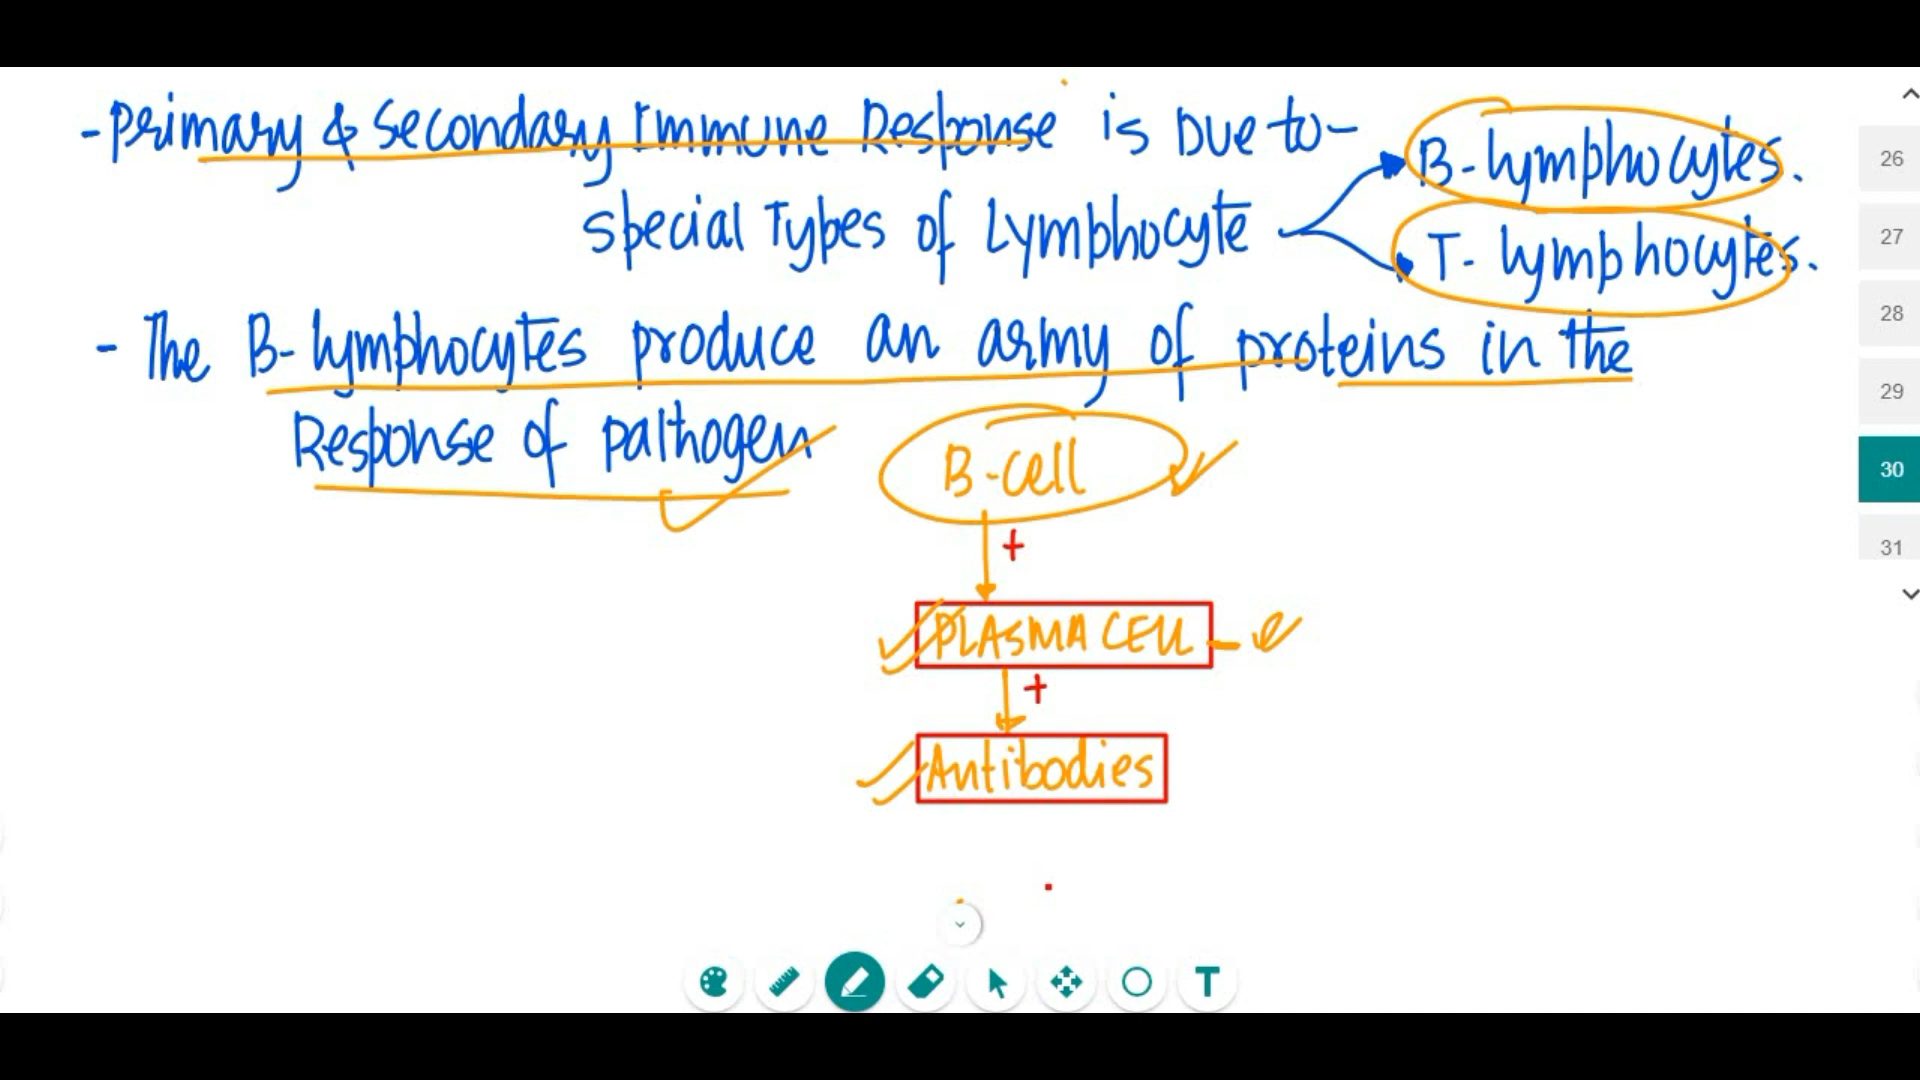 - Primary & Secondary Immune Response is Due to -
B-lymphocytes.
special Types of Lymphocyte
T- lymphocytes.
- The B-lymphocytes produce an army of proteins in the
Response of pathogen
B-cell
+
PLASMA CELL -
+
Antibodies
26
27
28
29
30
31
T